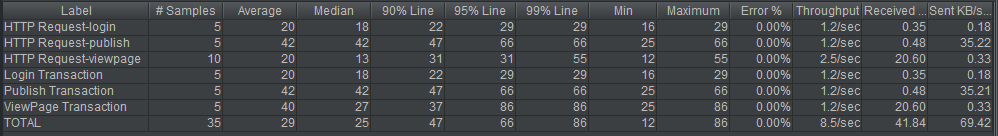 Label # Samples Average Median 90% Line 95% Line 99% Line Min Maximum Error % Throughput Received ... Sent KB/s...
HTTP Request-login 5 20 18 22 29 29 16 29 0.00% 1.2/sec 0.35 0.18
HTTP Request-publish 5 42 42 47 66 66 25 66 0.00% 1.2/sec 0.48 35.22
HTTP Request-viewpage 10 20 13 31 31 55 12 55 0.00% 2.5/sec 20.60 0.33
Login Transaction 5 20 18 22 29 29 16 29 0.00% 1.2/sec 0.35 0.18
Publish Transaction 5 42 42 47 66 66 25 66 0.00% 1.2/sec 0.48 35.21
ViewPage Transaction 5 40 27 37 86 86 25 86 0.00% 1.2/sec 20.60 0.33
TOTAL 35 29 25 47 66 86 12 86 0.00% 8.5/sec 41.84 69.42